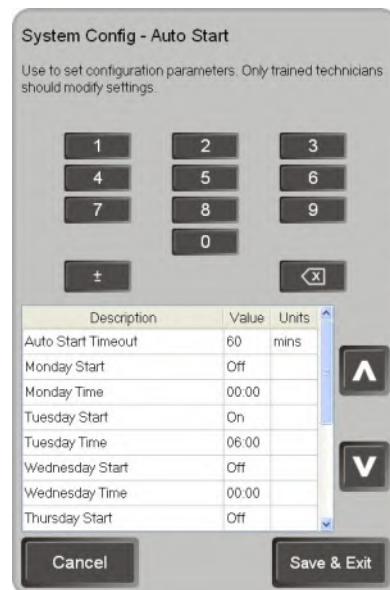 System Config - Auto Start
Use to set configuration parameters. Only trained technicians
should modify settings.
1 2 3
4 5 6
7 8 9
0
±
Description Value Units
Auto Start Timeout 60 mins
Monday Start Off
Monday Time 00:00
Tuesday Start On
Tuesday Time 06:00
Wednesday Start Off
Wednesday Time 00:00
Thursday Start Off
Cancel Save & Exit